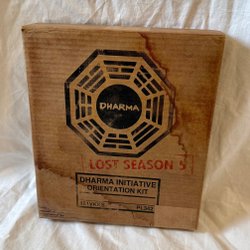 DHARMA
LOST SEASON 5
DHARMA INITIATIVE
ORIENTATION KIT